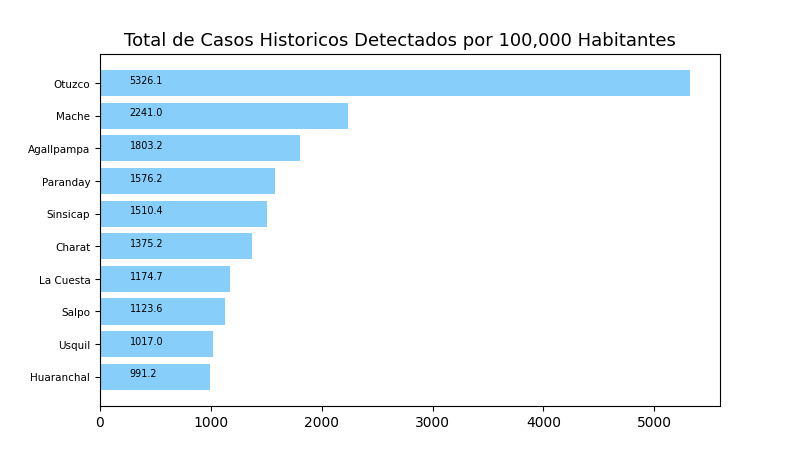 Total de Casos Historicos Detectados por 100,000 Habitantes
Otuzco 5326.1
Mache 2241.0
Agallpampa 1803.2
Paranday 1576.2
Sinsicap 1510.4
Charat 1375.2
La Cuesta 1174.7
Salpo 1123.6
Usquil 1017.0
Huaranchal 991.2
0 1000 2000 3000 4000 5000